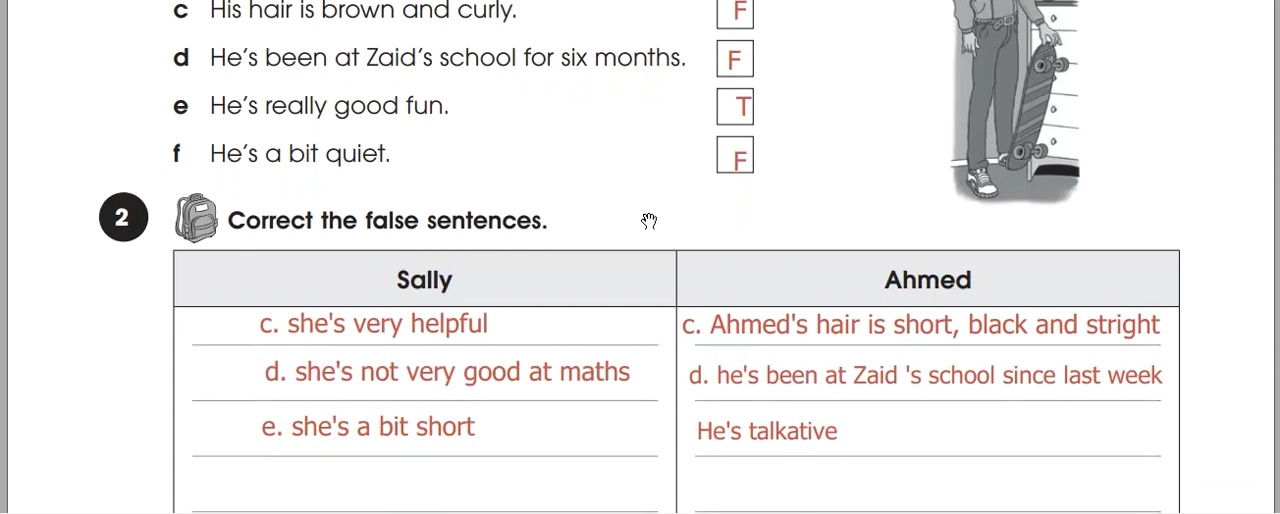 c His hair is brown and curly. F
d He's been at Zaid's school for six months. F
e He's really good fun. T
f He's a bit quiet. F
2 Correct the false sentences.
Sally Ahmed
c. she's very helpful c. Ahmed's hair is short, black and stright
d. she's not very good at maths d. he's been at Zaid 's school since last week
e. she's a bit short He's talkative